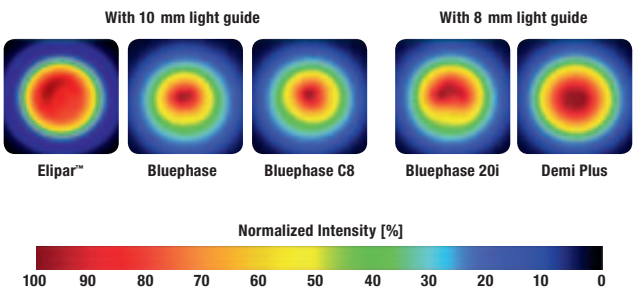 With 10 mm light guide
With 8 mm light guide
Elipar™
Bluephase
Bluephase C8
Bluephase 20i
Demi Plus
Normalized Intensity [%]
100 90 80 70 60 50 40 30 20 10 0